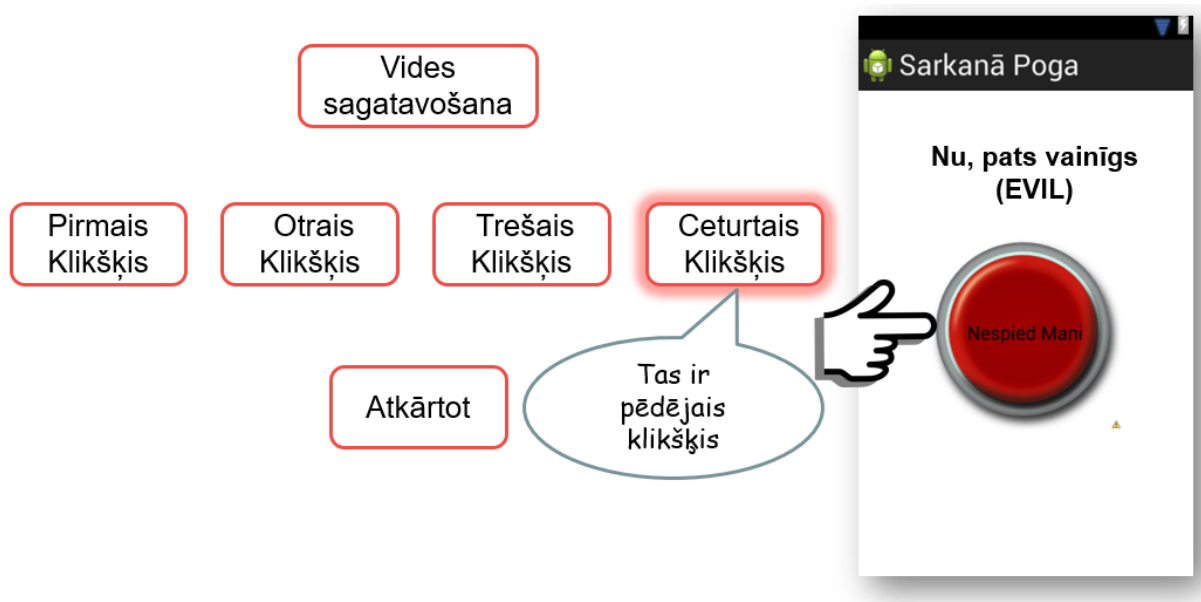 Vides
sagatavošana
Pirmais
Klikšķis
Otrais
Klikšķis
Trešais
Klikšķis
Ceturtais
Klikšķis
Atkārtot
Tas ir
pēdējais
klikšķis
Sarkanā Poga
Nu, pats vainīgs
(EVIL)
Nespied Mani